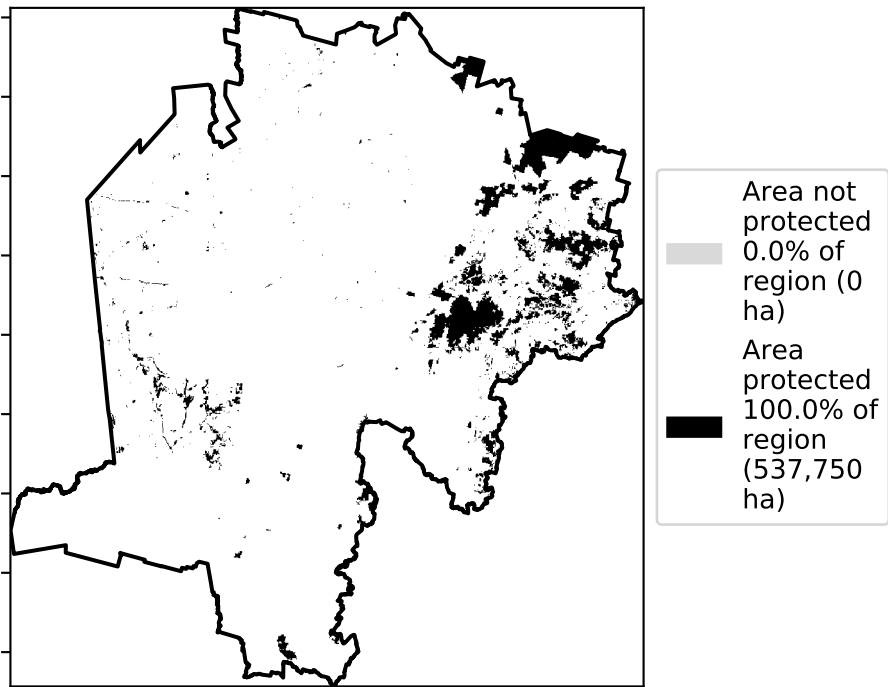 Area not
protected
0.0% of
region (0
ha)
Area
protected
100.0% of
region
(537,750
ha)